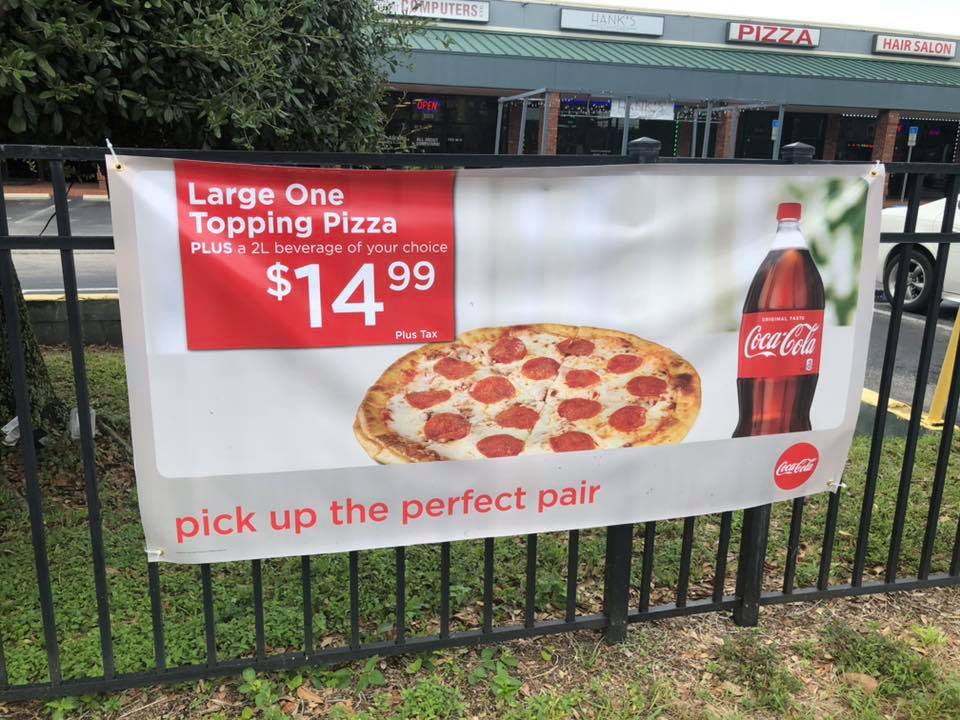 COMPUTERS
HANK'S
PIZZA
HAIR SALON
OPEN
Large One
Topping Pizza
PLUS a 2L beverage of your choice
$14 99
Plus Tax
ORIGINAL TASTE
Coca-Cola
Coca-Cola
pick up the perfect pair